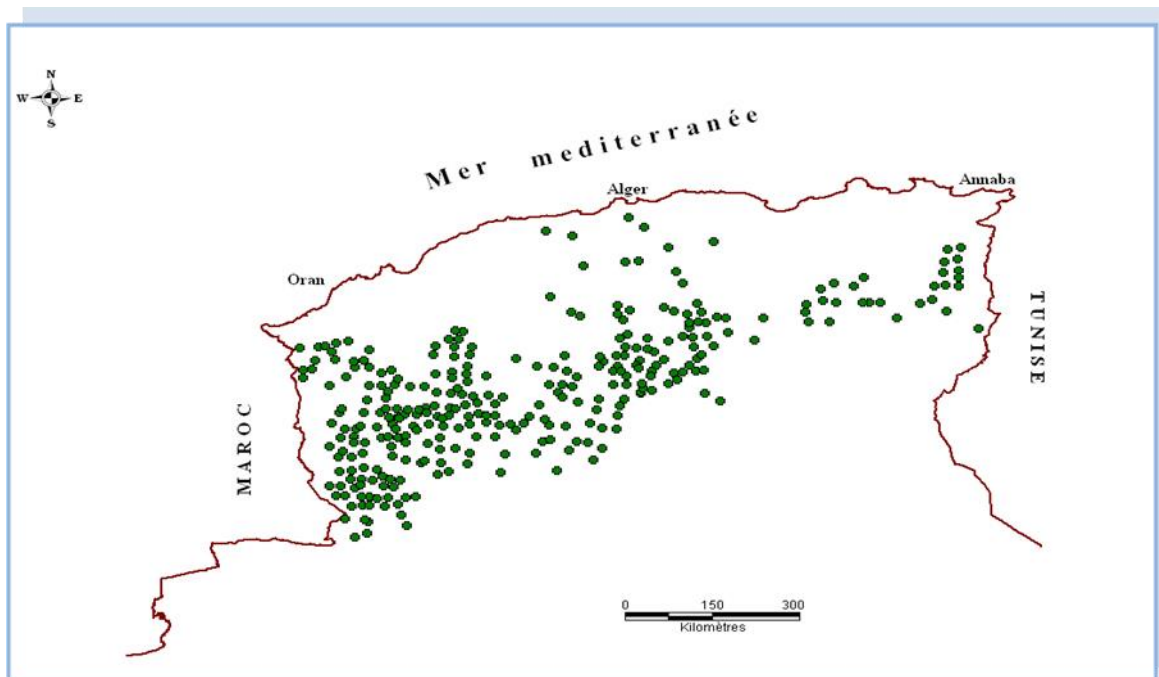 N
W E
S
Mer mediterranée
Alger
Annaba
Oran
TUNISE
MAROC
0 150 300
Kilomètres